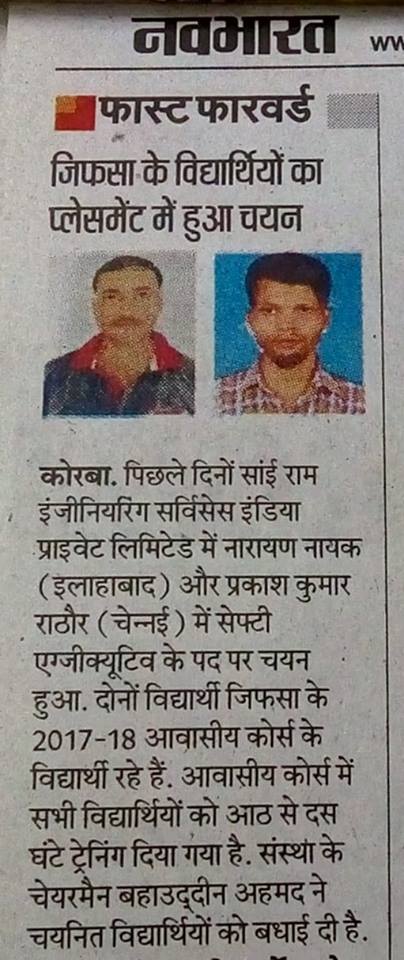 नवभारत ww
फास्ट फारवर्ड
जिफसा के विद्यार्थियों का
प्लेसमेंट में हुआ चयन
कोरबा. पिछले दिनों सांई राम
इंजीनियरिंग सर्विसेस इंडिया
प्राइवेट लिमिटेड में नारायण नायक
(इलाहाबाद) और प्रकाश कुमार
राठौर (चेन्नई) में सेफ्टी
एग्जीक्यूटिव के पद पर चयन
हुआ. दोनों विद्यार्थी जिफसा के
2017-18 आवासीय कोर्स के
विद्यार्थी रहे हैं. आवासीय कोर्स में
सभी विद्यार्थियों को आठ से दस
घंटे ट्रेनिंग दिया गया है. संस्था के
चेयरमैन बहाउद्दीन अहमद ने
चयनित विद्यार्थियों को बधाई दी है.